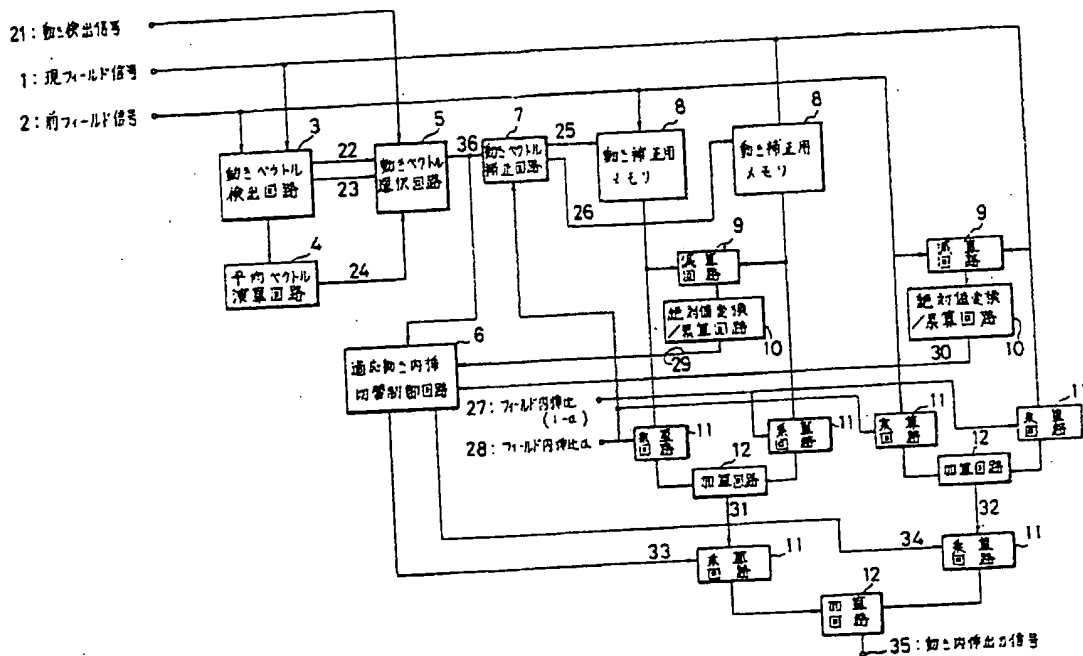 21：動き検出信号
1：現フィールド信号
2：前フィールド信号
3
動きベクトル
検出回路
22
23
5
動きベクトル
選択回路
36
7
動きベクトル
補正回路
25
26
8
動き補正用
メモリ
8
動き補正用
メモリ
4
平均ベクトル
演算回路
24
9
減算
回路
9
減算
回路
絶対値変換
/累算回路
10
絶対値変換
/累算回路
10
29
30
6
適応動き内挿
切替制御回路
27：フィールド内挿比
(1-a)
28：フィールド内挿比a
乗算
回路
11
乗算
回路
11
乗算
回路
11
乗算
回路
11
12
加算回路
12
加算回路
31
32
33
乗算
回路
11
34
乗算
回路
11
12
加算
回路
35：動き内挿出力信号